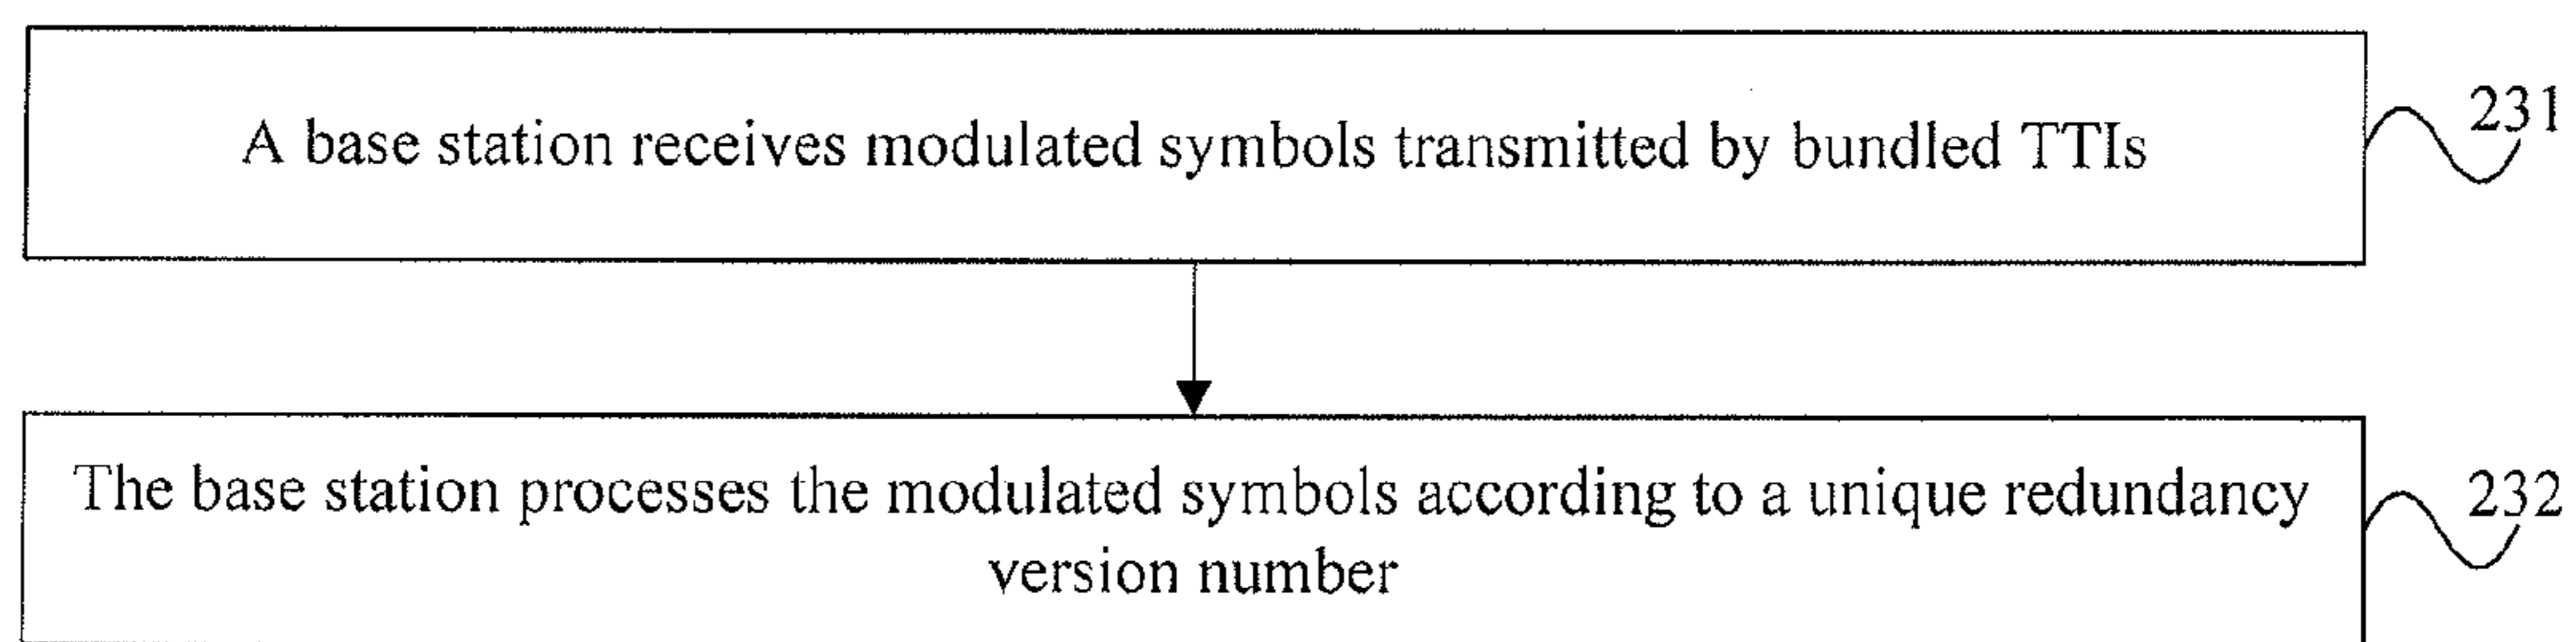 A base station receives modulated symbols transmitted by bundled TTIs
231
The base station processes the modulated symbols according to a unique redundancy
version number
232